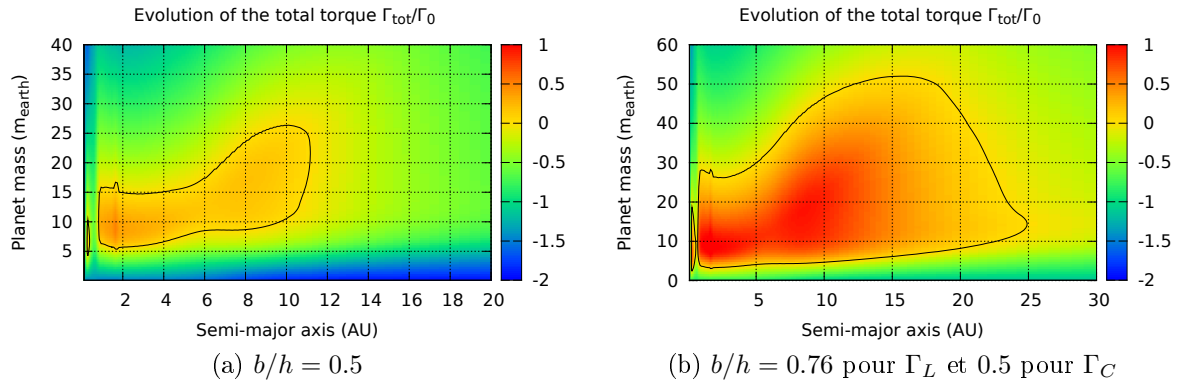 Evolution of the total torque Γtot/Γ0
Planet mass (mearth)
40
35
30
25
20
15
10
5
2 4 6 8 10 12 14 16 18 20
Semi-major axis (AU)
1
0.5
0
-0.5
-1
-1.5
-2
(a) b/h = 0.5
Evolution of the total torque Γtot/Γ0
Planet mass (mearth)
60
50
40
30
20
10
0
5 10 15 20 25 30
Semi-major axis (AU)
1
0.5
0
-0.5
-1
-1.5
-2
(b) b/h = 0.76 pour ΓL et 0.5 pour ΓC